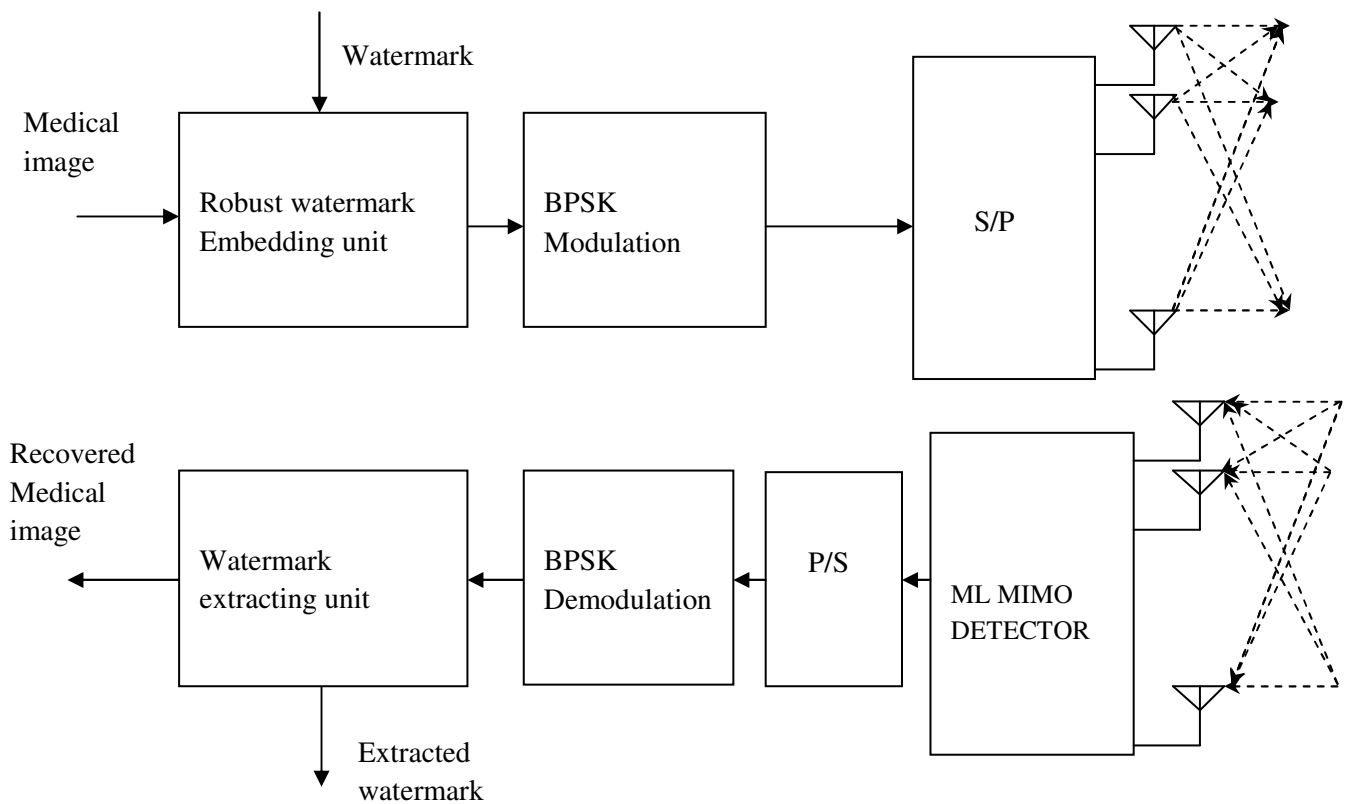 Watermark
Medical
image
Robust watermark
Embedding unit
BPSK
Modulation
S/P
Recovered
Medical
image
Watermark
extracting unit
BPSK
Demodulation
P/S
ML MIMO
DETECTOR
Extracted
watermark